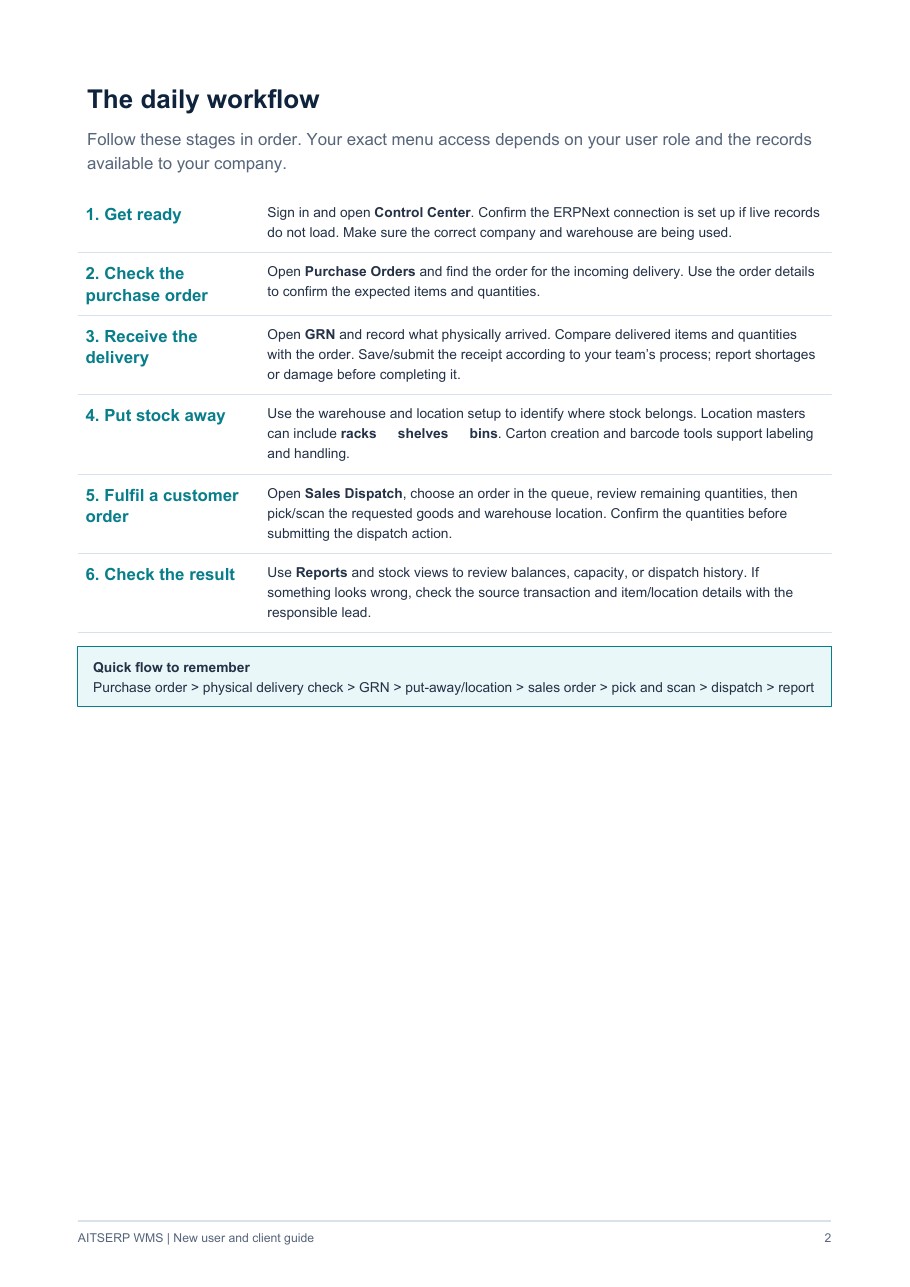 The daily workflow
Follow these stages in order. Your exact menu access depends on your user role and the records
available to your company.
1. Get ready
Sign in and open Control Center. Confirm the ERPNext connection is set up if live records
do not load. Make sure the correct company and warehouse are being used.
2. Check the
purchase order
Open Purchase Orders and find the order for the incoming delivery. Use the order details
to confirm the expected items and quantities.
3. Receive the
delivery
Open GRN and record what physically arrived. Compare delivered items and quantities
with the order. Save/submit the receipt according to your team’s process; report shortages
or damage before completing it.
4. Put stock away
Use the warehouse and location setup to identify where stock belongs. Location masters
can include racks shelves bins. Carton creation and barcode tools support labeling
and handling.
5. Fulfil a customer
order
Open Sales Dispatch, choose an order in the queue, review remaining quantities, then
pick/scan the requested goods and warehouse location. Confirm the quantities before
submitting the dispatch action.
6. Check the result
Use Reports and stock views to review balances, capacity, or dispatch history. If
something looks wrong, check the source transaction and item/location details with the
responsible lead.
Quick flow to remember
Purchase order > physical delivery check > GRN > put-away/location > sales order > pick and scan > dispatch > report
AITSERP WMS | New user and client guide
2